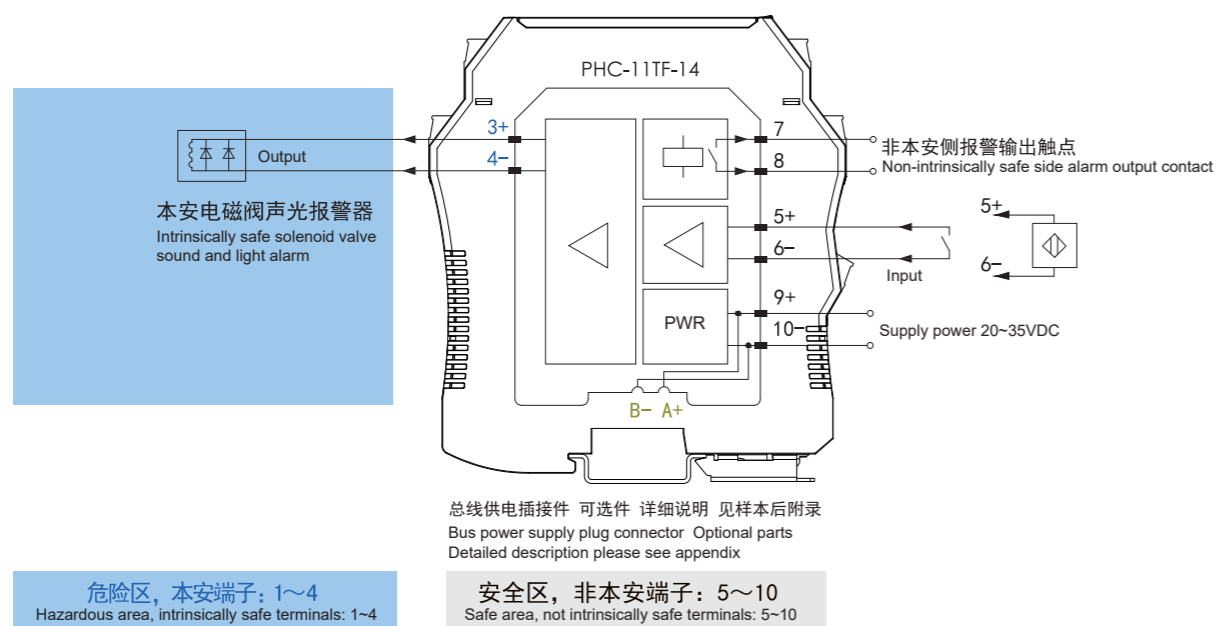 PHC-11TF-14
3+
4-
Output
本安电磁阀声光报警器
Intrinsically safe solenoid valve
sound and light alarm
7
8
非本安侧报警输出触点
Non-intrinsically safe side alarm output contact
5+
6-
Input
5+
6-
PWR
9+
10-
Supply power 20~35VDC
B- A+
总线供电插接件 可选件 详细说明 见样本后附录
Bus power supply plug connector Optional parts
Detailed description please see appendix
危险区，本安端子：1～4
Hazardous area, intrinsically safe terminals: 1~4
安全区，非本安端子：5～10
Safe area, not intrinsically safe terminals: 5~10